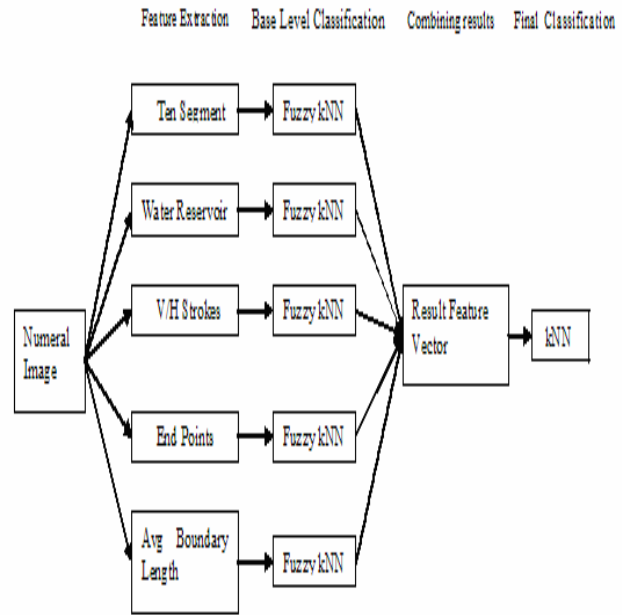 Feature Extraction
Base Level Classification
Combining results
Final Classification
Ten Segment
Fuzzy kNN
Water Reservoir
Fuzzy kNN
V/H Strokes
Fuzzy kNN
Numeral
Image
Result Feature
Vector
kNN
End Points
Fuzzy kNN
Avg Boundary
Length
Fuzzy kNN